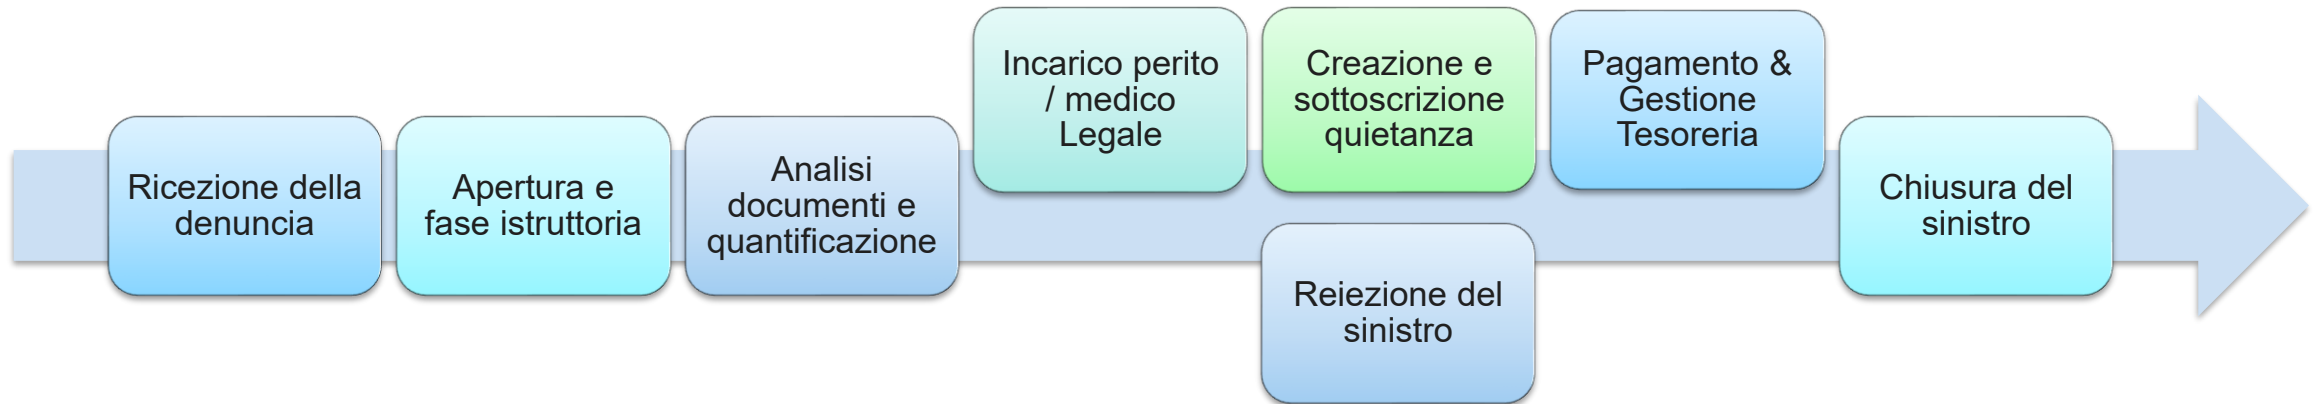 Ricezione della
denuncia
Apertura e
fase istruttoria
Analisi
documenti e
quantificazione
Incarico perito
/ medico
Legale
Creazione e
sottoscrizione
quietanza
Pagamento &
Gestione
Tesoreria
Reiezione del
sinistro
Chiusura del
sinistro